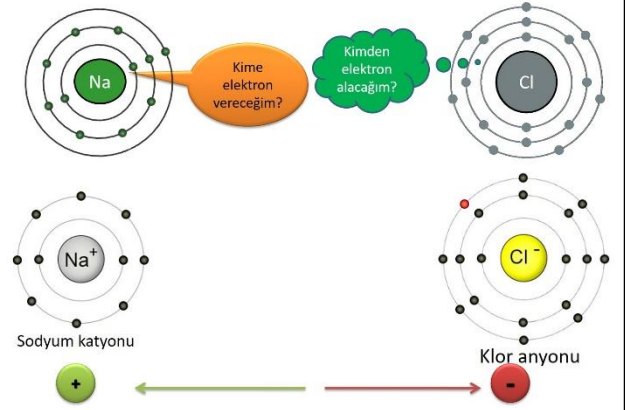 Na
Kime
elektron
vereceğim?
Kimden
elektron
alacağım?
Cl
Na+
Cl -
Sodyum katyonu
Klor anyonu
+
-